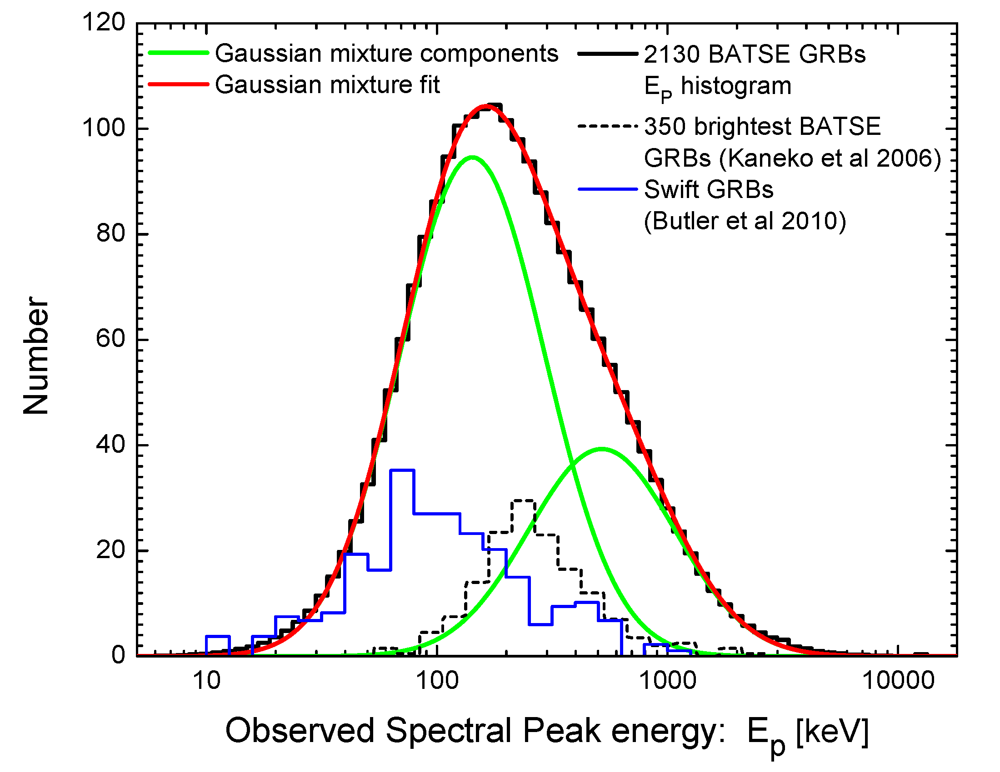 120
100
80
60
40
20
0
Number
Gaussian mixture components
Gaussian mixture fit
2130 BATSE GRBs
EP histogram
350 brightest BATSE
GRBs (Kaneko et al 2006)
Swift GRBs
(Butler et al 2010)
10 100 1000 10000
Observed Spectral Peak energy: Ep [keV]